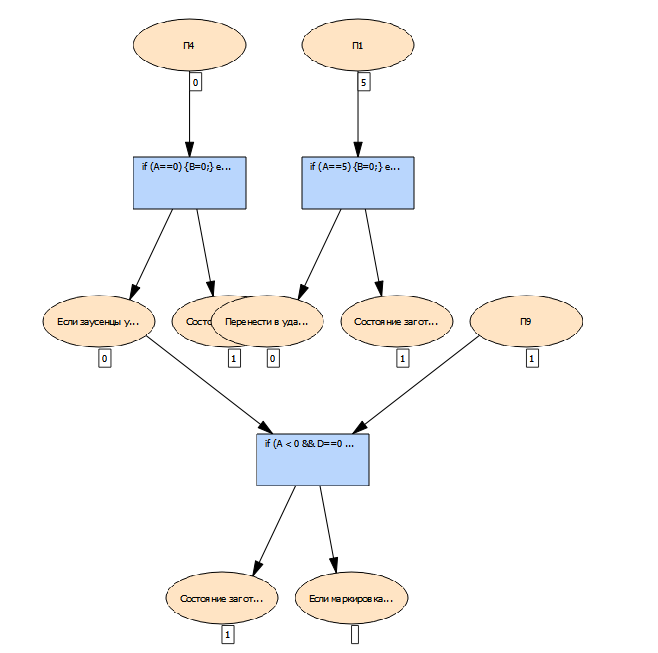 П4
П1
0
5
if (A==0) {B=0;} e...
if (A==5) {B=0;} e...
Если заусенцы у...
Состо
Перенести в уда...
Состояние загот...
П9
0
1
0
1
1
if (A < 0 && D==0 ...
Состояние загот...
Если маркировка...
1